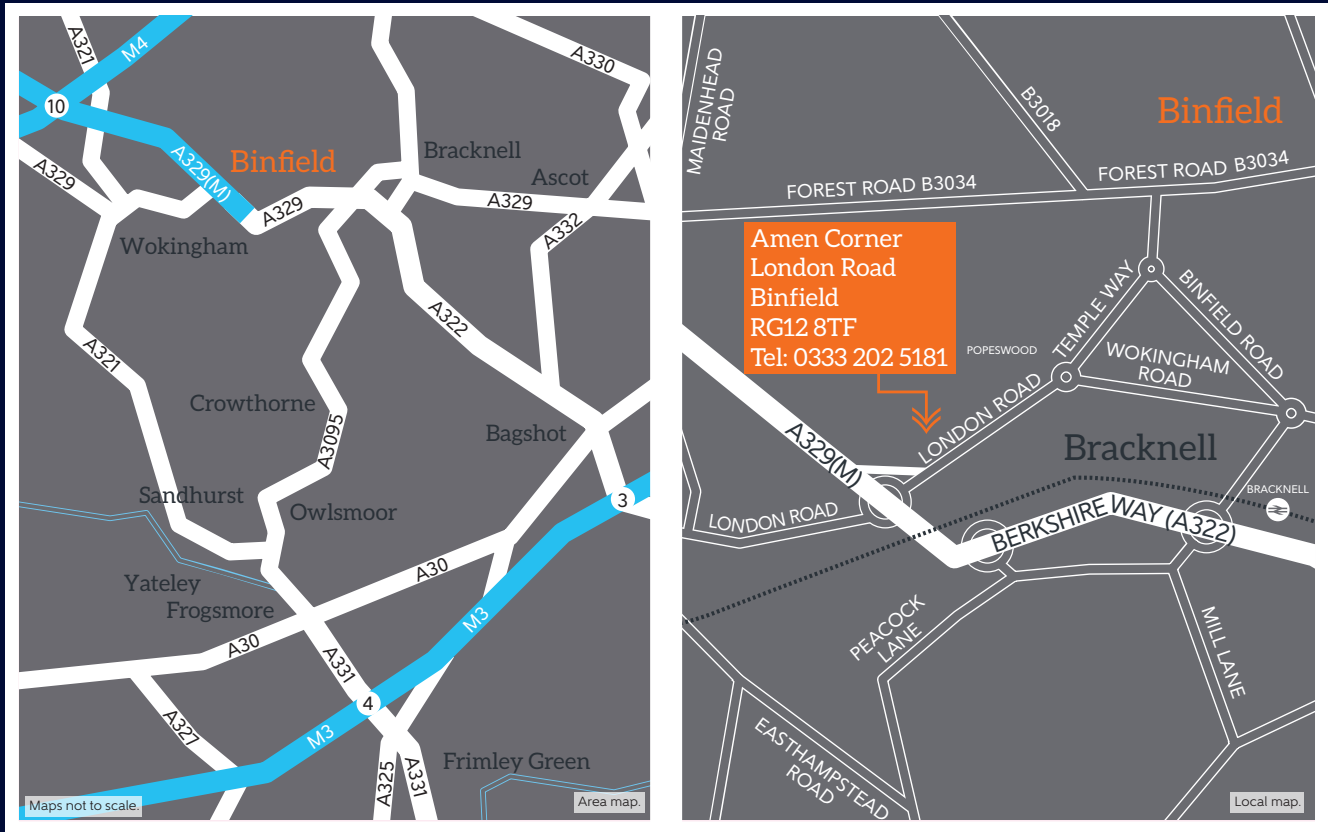 A321
M4
A330
10
A329(M)
Binfield
Bracknell
A329
Ascot
A329
A329
A332
Wokingham
A322
A321
Crowthorne
A3095
Bagshot
Sandhurst
Owlsmoor
3
Yateley
A30
Frogsmore
A30
M3
A331
4
A327
M3
A325
A331
Frimley Green
Maps not to scale.
Area map.
MAIDENHEAD
ROAD
B3018
Binfield
FOREST ROAD B3034
FOREST ROAD B3034
Amen Corner
London Road
Binfield
RG12 8TF
Tel: 0333 202 5181
TEMPLE WAY
BINFIELD ROAD
POPESWOOD
WOKINGHAM
ROAD
LONDON ROAD
A329(M)
Bracknell
BRACKNELL
LONDON ROAD
BERKSHIRE WAY (A322)
PEACOCK
LANE
MILL LANE
EASTHAMPSTEAD
ROAD
Local map.